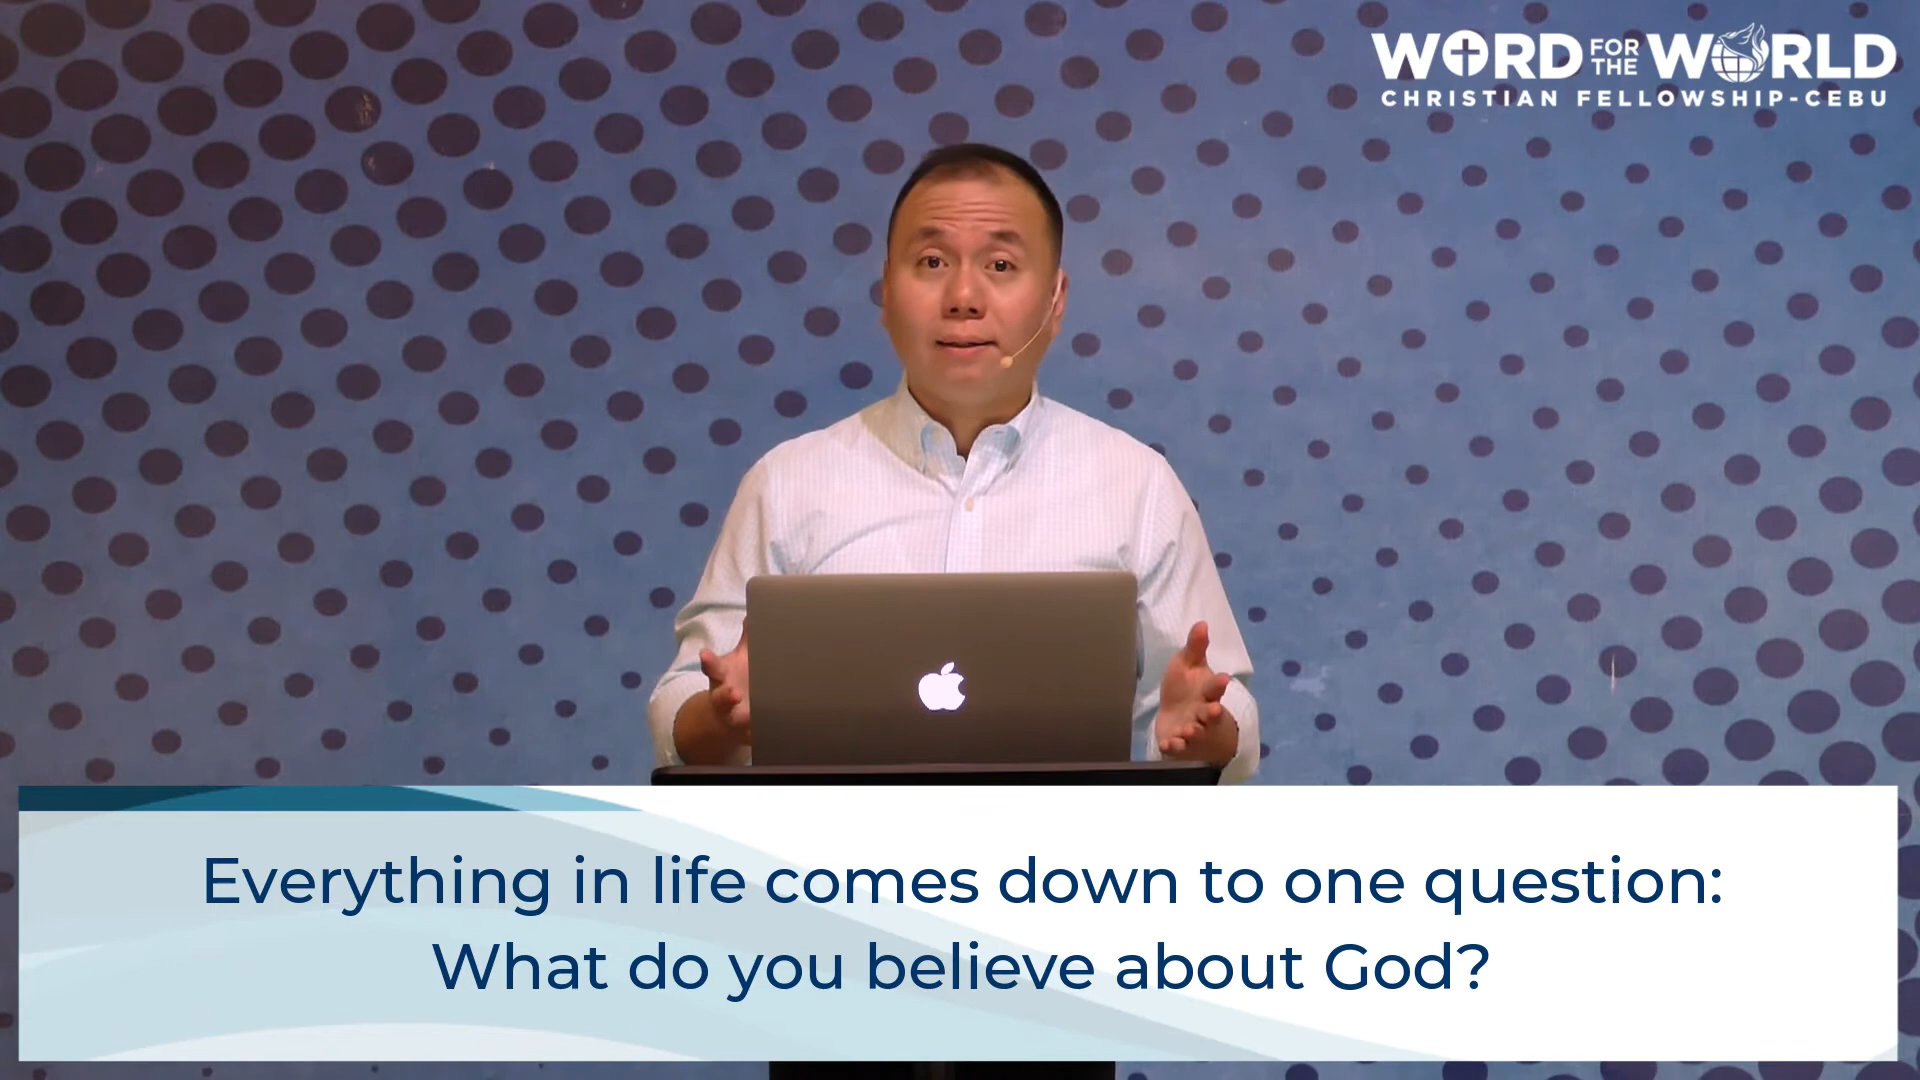 WORD FOR THE WORLD
CHRISTIAN FELLOWSHIP-CEBU
Everything in life comes down to one question:
What do you believe about God?